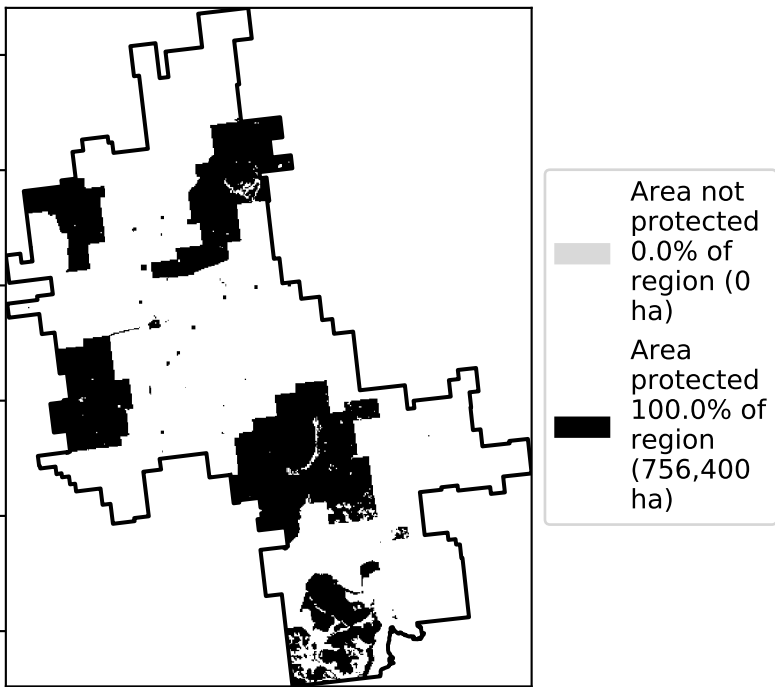 Area not
protected
0.0% of
region (0
ha)
Area
protected
100.0% of
region
(756,400
ha)